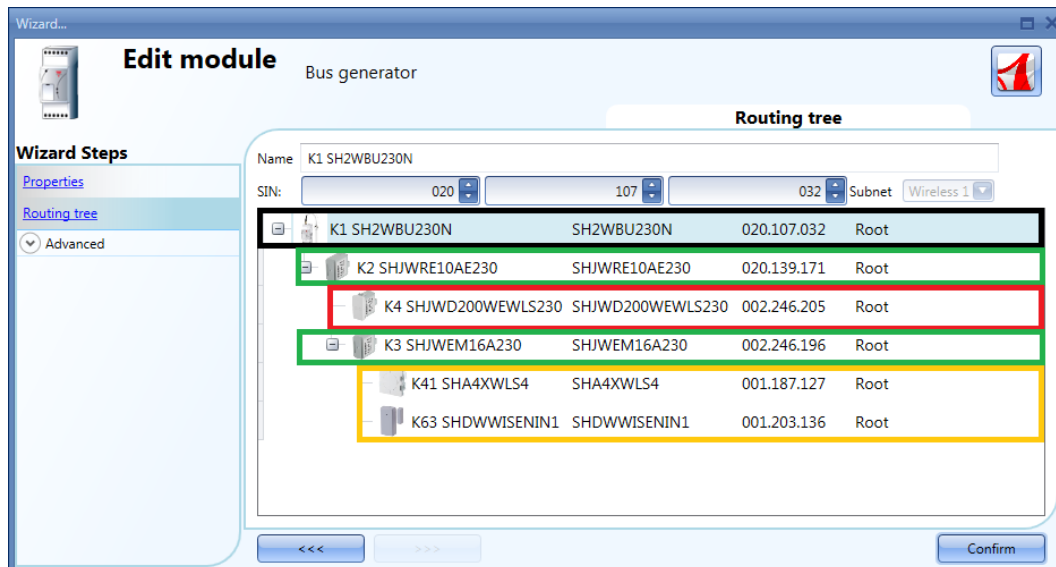 Wizard...
Edit module
Bus generator
Routing tree
Wizard Steps
Properties
Routing tree
Advanced
Name K1 SH2WBU230N
SIN: 020 107 032 Subnet Wireless 1
K1 SH2WBU230N SH2WBU230N 020.107.032 Root
K2 SHJWRE10AE230 SHJWRE10AE230 020.139.171 Root
K4 SHJWD200WEWLS230 SHJWD200WEWLS230 002.246.205 Root
K3 SHJWEM16A230 SHJWEM16A230 002.246.196 Root
K41 SHA4XWLS4 SHA4XWLS4 001.187.127 Root
K63 SHDWWISENIN1 SHDWWISENIN1 001.203.136 Root
<<< >>> Confirm